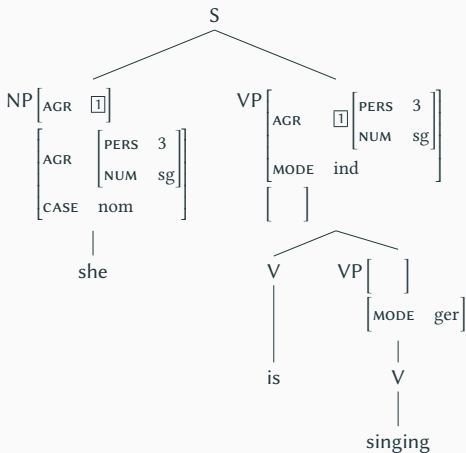 S
NP [AGR 1] VP [AGR 1 [PERS 3
NUM sg]
MODE ind]
[AGR [PERS 3
NUM sg]
CASE nom] [ ]
she V VP [ ]
[MODE ger]
is V
singing